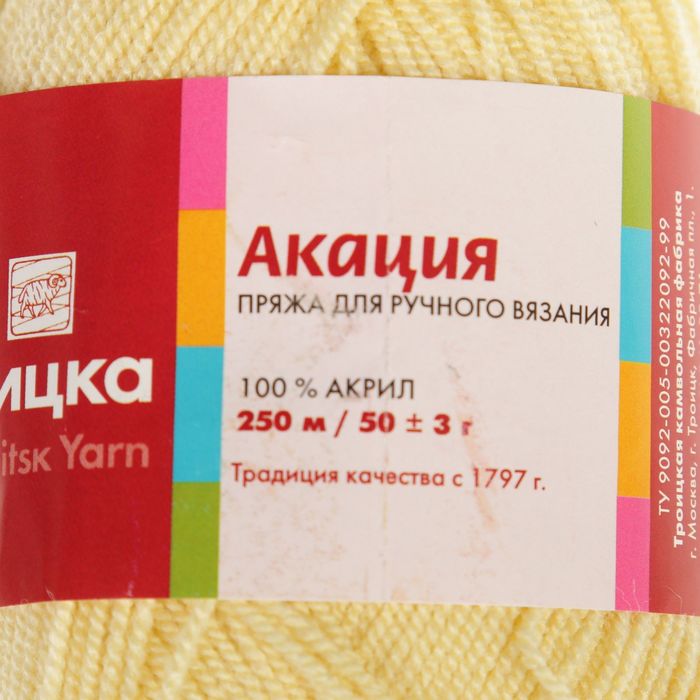 ицка
itsk Yarn
Акация
ПРЯЖА ДЛЯ РУЧНОГО ВЯЗАНИЯ
100 % АКРИЛ
250 м / 50 ± 3 г
Традиция качества с 1797 г.
ТУ 9092-005-00322092-99
Троицкая камвольная фабрика
г. Москва, г. Троицк, Фабричная пл. 1.